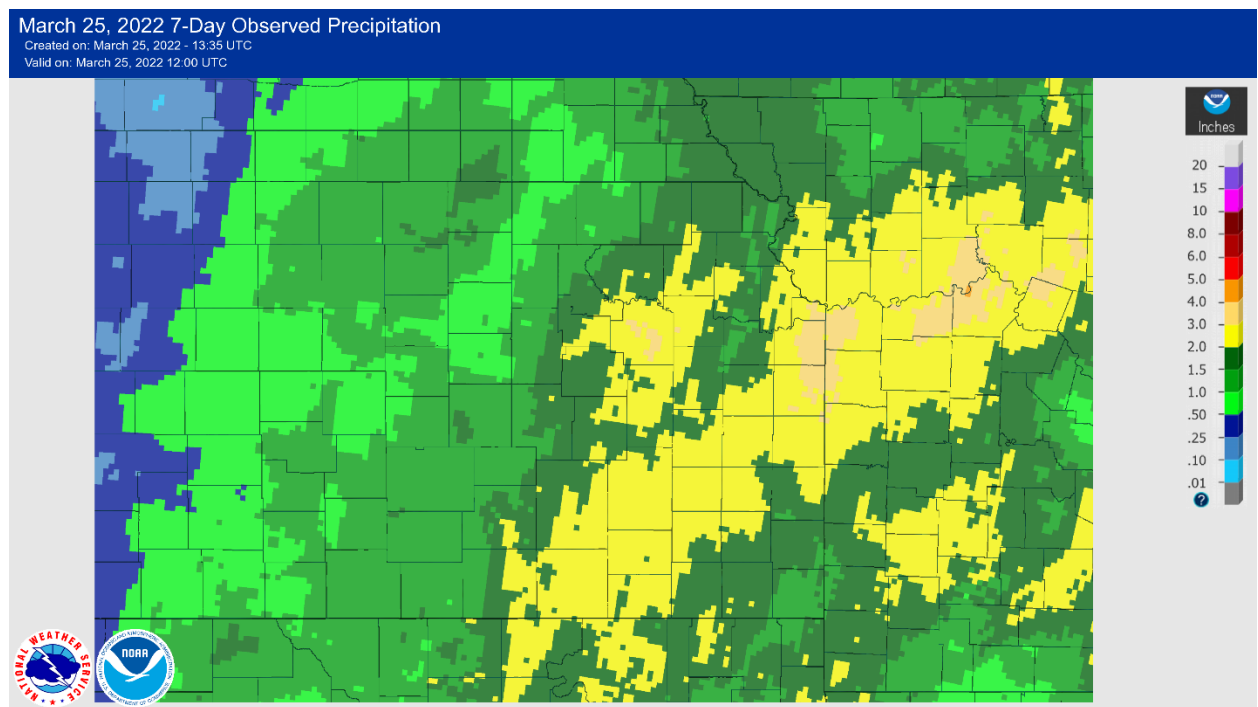 March 25, 2022 7-Day Observed Precipitation
Created on: March 25, 2022 - 13:35 UTC
Valid on: March 25, 2022 12:00 UTC
NOAA
Inches
20
15
10
8.0
6.0
5.0
4.0
3.0
2.0
1.5
1.0
.50
.25
.10
.01
?
NATIONAL WEATHER SERVICE
NOAA